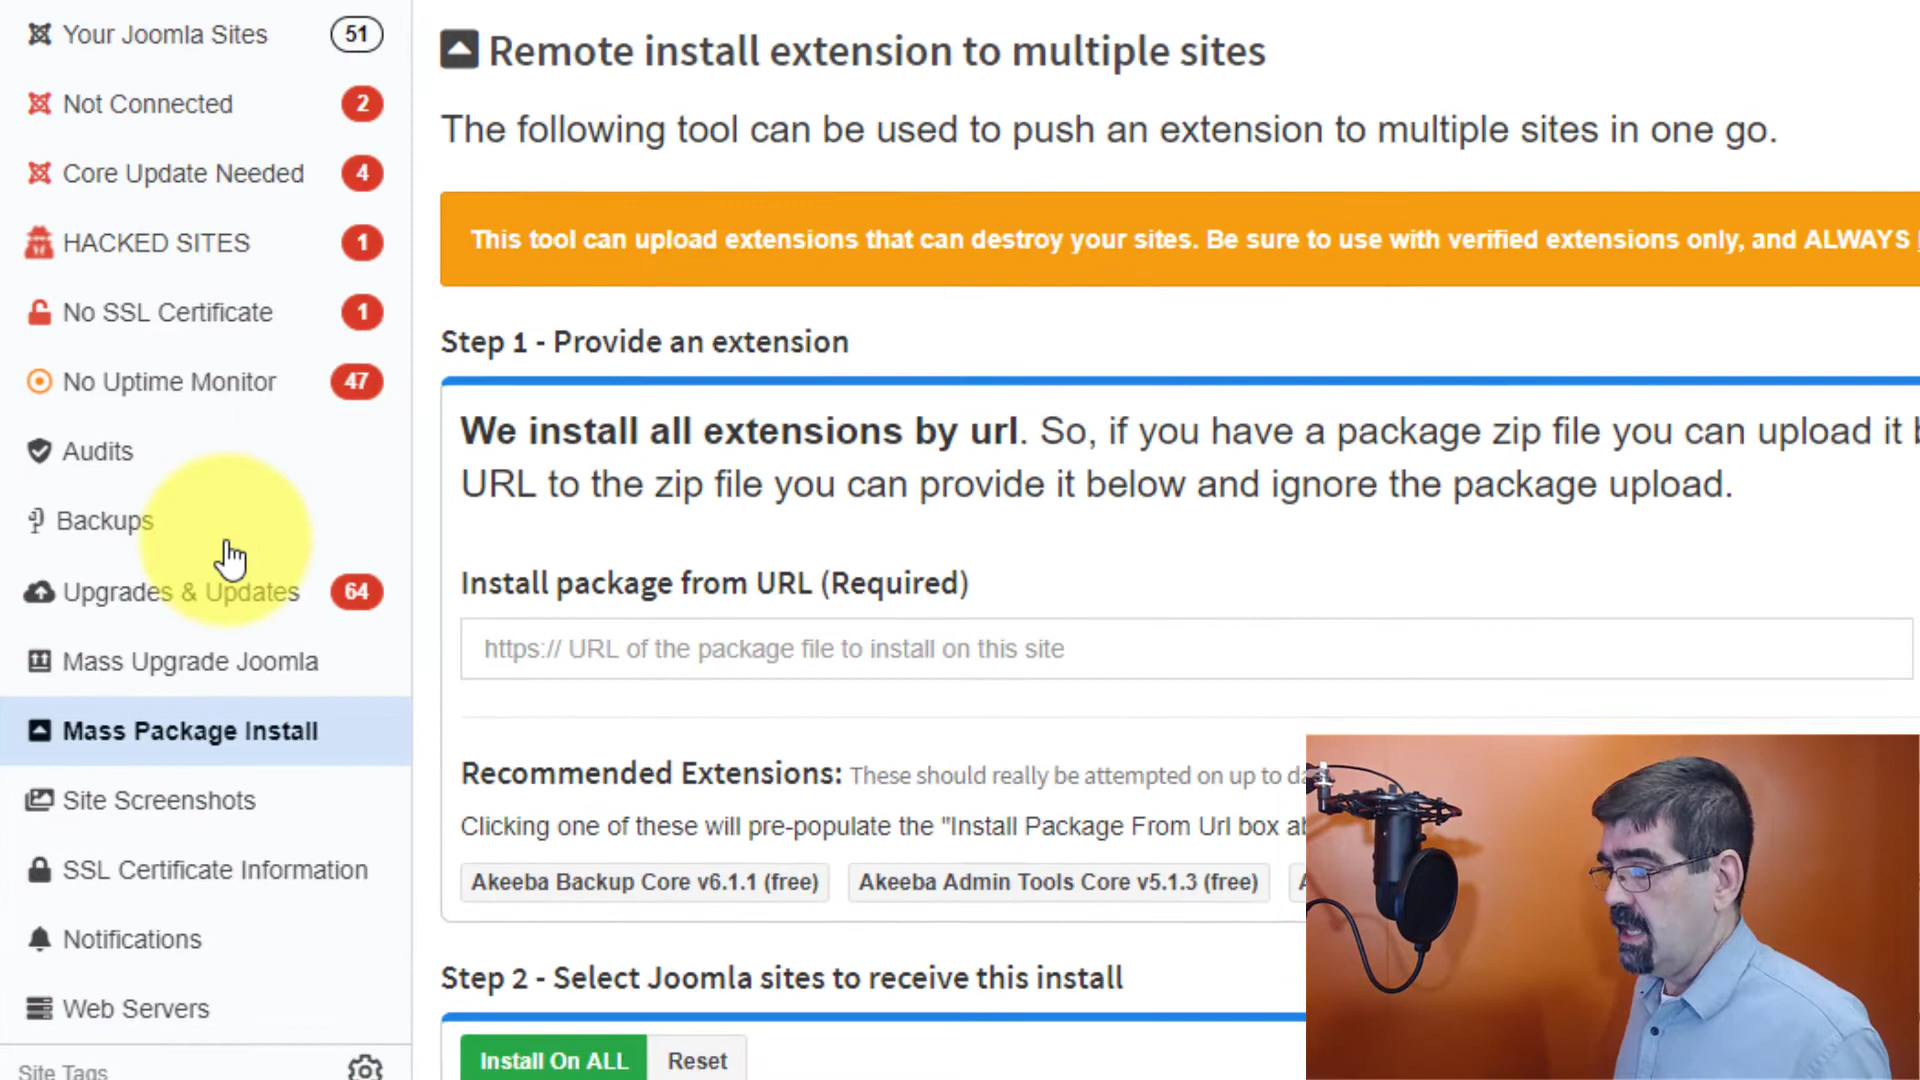 Your Joomla Sites 51
Not Connected 2
Core Update Needed 4
HACKED SITES 1
No SSL Certificate 1
No Uptime Monitor 47
Audits
Backups
Upgrades & Updates 64
Mass Upgrade Joomla
Mass Package Install
Site Screenshots
SSL Certificate Information
Notifications
Web Servers
Site Tags
Remote install extension to multiple sites
The following tool can be used to push an extension to multiple sites in one go.
This tool can upload extensions that can destroy your sites. Be sure to use with verified extensions only, and ALWAYS
Step 1 - Provide an extension
We install all extensions by url. So, if you have a package zip file you can upload it
URL to the zip file you can provide it below and ignore the package upload.
Install package from URL (Required)
https:// URL of the package file to install on this site
Recommended Extensions: These should really be attempted on up to
Clicking one of these will pre-populate the "Install Package From Url box
Akeeba Backup Core v6.1.1 (free) Akeeba Admin Tools Core v5.1.3 (free)
Step 2 - Select Joomla sites to receive this install
Install On ALL Reset